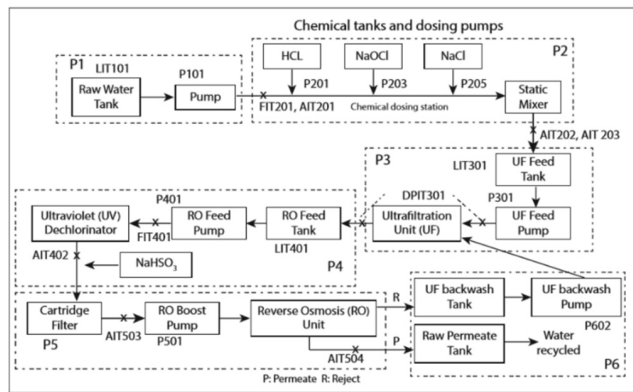 Chemical tanks and dosing pumps
P1
LIT101
P101
Raw Water
Tank
Pump
P2
HCL
NaOCl
NaCl
P201
P203
P205
FIT201, AIT201
Chemical dosing station
Static
Mixer
AIT202, AIT 203
P3
LIT301
UF Feed
Tank
DPIT301
P301
Ultrafiltration
Unit (UF)
UF Feed
Pump
P401
Ultraviolet (UV)
Dechlorinator
FIT401
RO Feed
Pump
RO Feed
Tank
LIT401
AIT402
NaHSO3
P4
Cartridge
Filter
P5
AIT503
RO Boost
Pump
P501
Reverse Osmosis (RO)
Unit
AIT504
R
P
UF backwash
Tank
UF backwash
Pump
P602
Raw Permeate
Tank
Water
recycled
P6
P: Permeate R: Reject